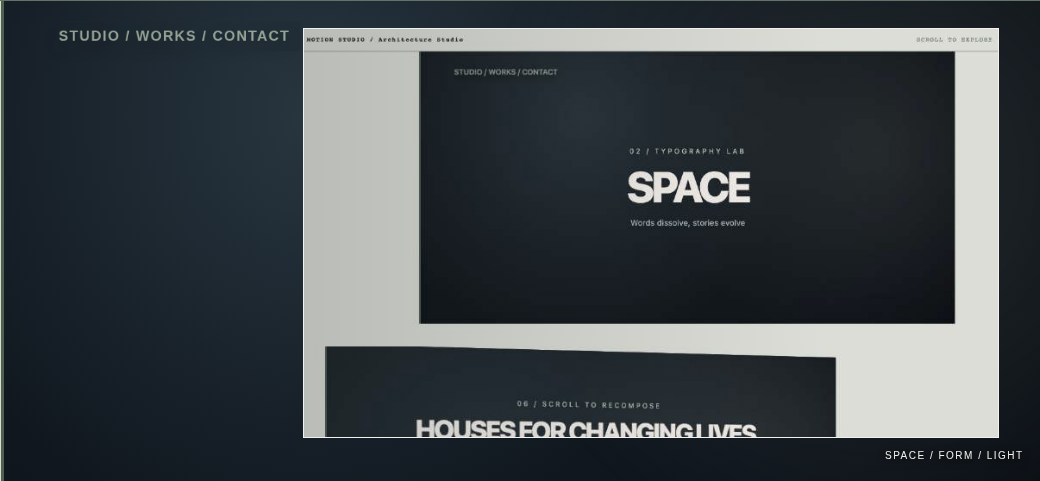 STUDIO / WORKS / CONTACT
MOTION STUDIO / Architecture Studio
SCROLL TO EXPLORE
STUDIO / WORKS / CONTACT
02 / TYPOGRAPHY LAB
SPACE
Words dissolve, stories evolve
06 / SCROLL TO RECOMPOSE
HOUSES FOR CHANGING LIVES
SPACE / FORM / LIGHT